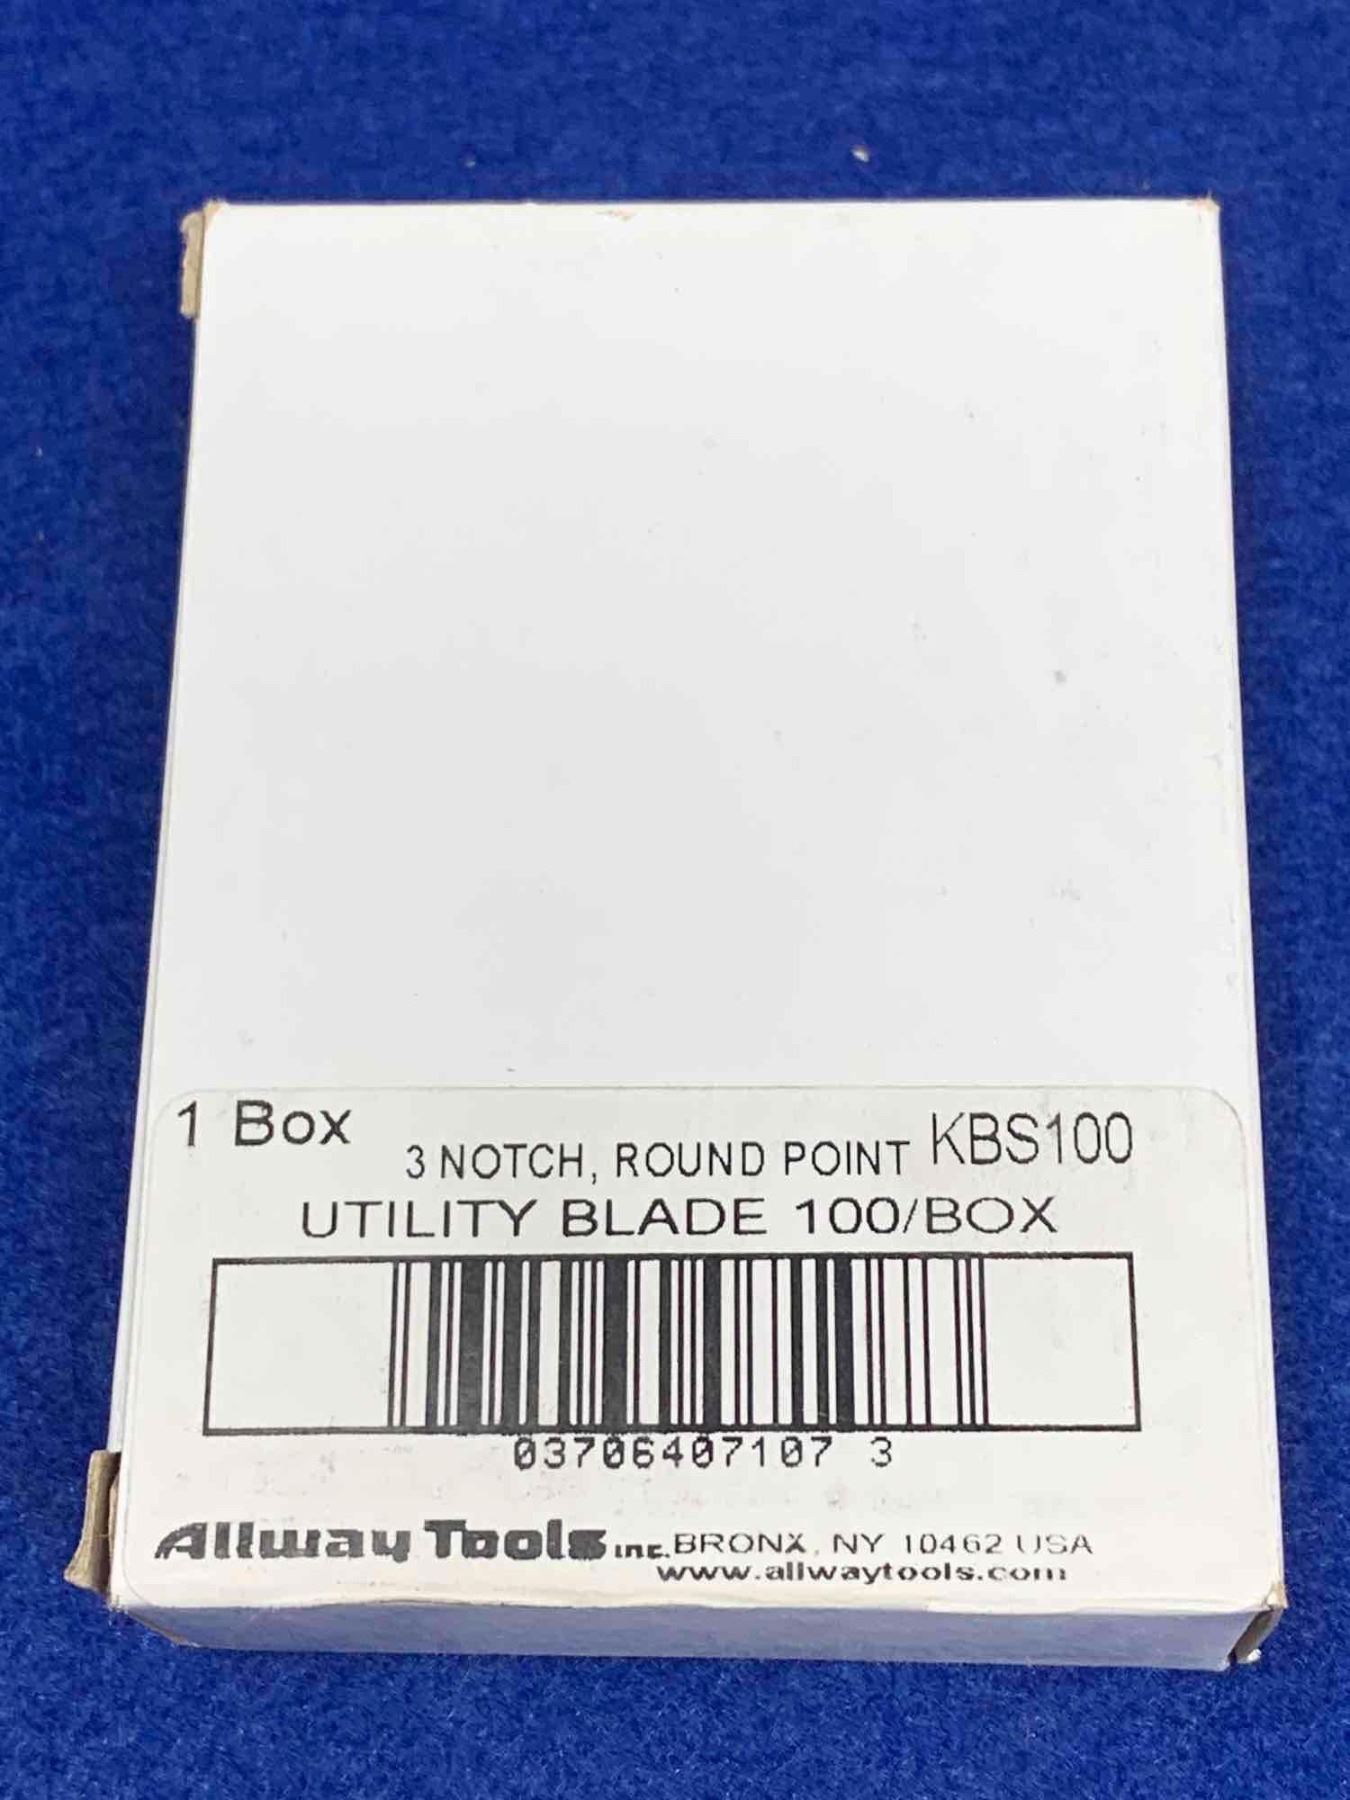 1 Box
3 NOTCH, ROUND POINT KBS100
UTILITY BLADE 100/BOX
03706407107 3
Allway Tools inc. BRONX, NY 10462 USA
www.allwaytools.com